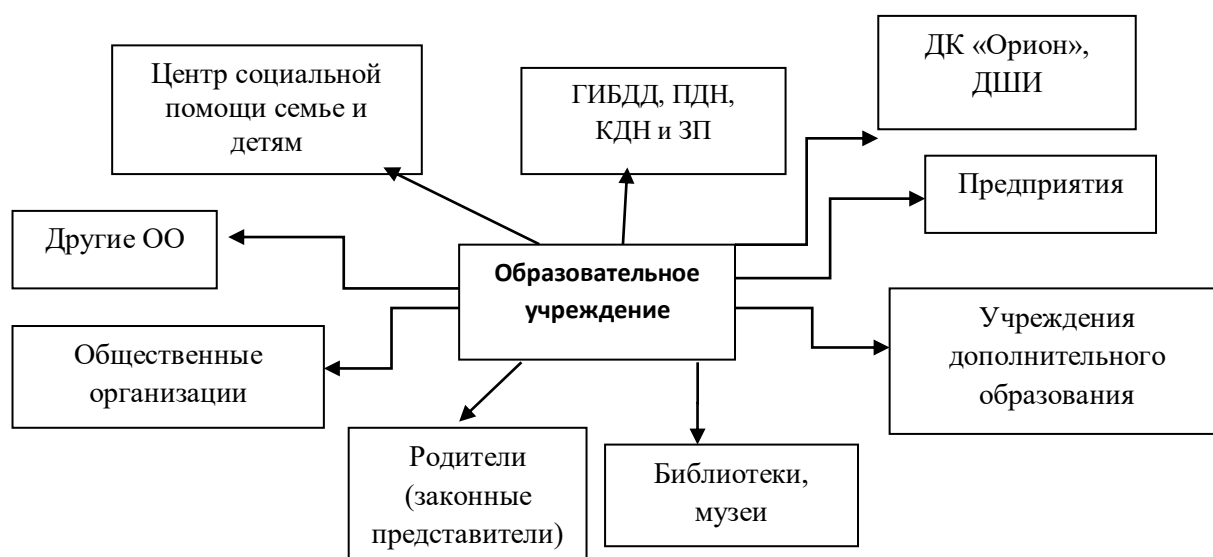 Центр социальной
помощи семье и
детям
ГИБДД, ПДН,
КДН и ЗП
ДК «Орион»,
ДШИ
Предприятия
Другие ОО
Образовательное
учреждение
Учреждения
дополнительного
образования
Общественные
организации
Родители
(законные
представители)
Библиотеки,
музеи